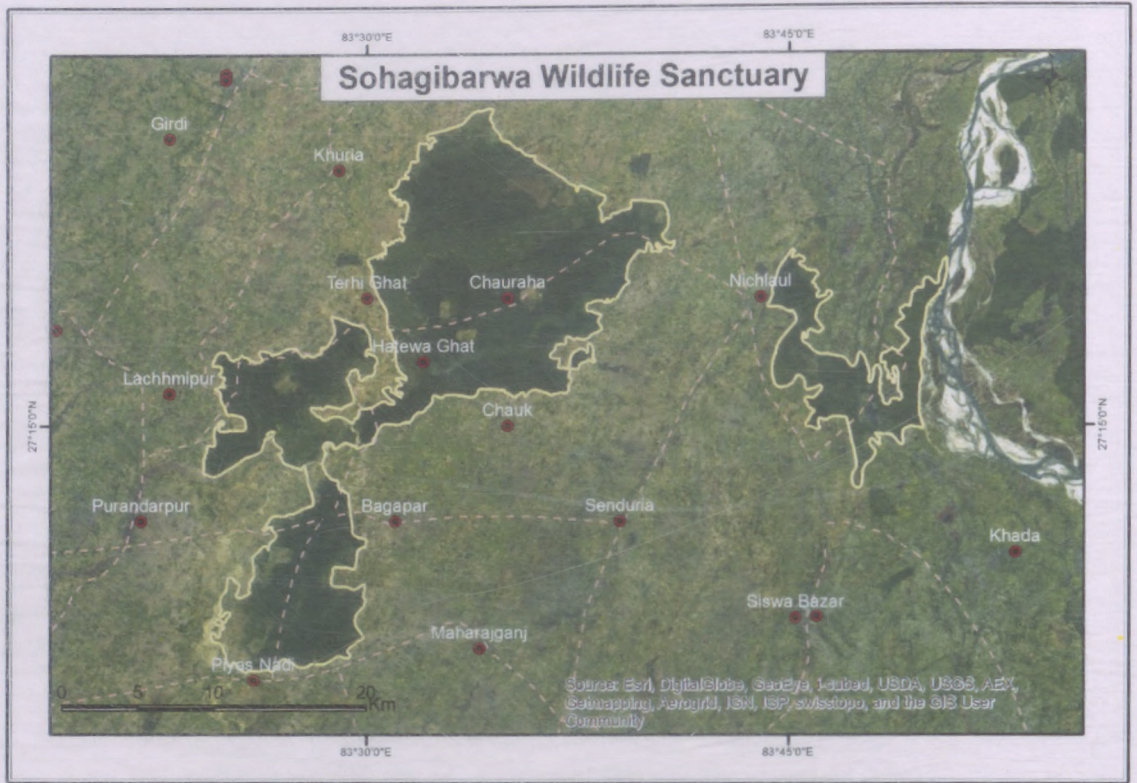 83°30'0"E
83°45'0"E
Sohagibarwa Wildlife Sanctuary
Girdi
Khuria
Terhi Ghat
Chauraha
Nichlaul
Hatewa Ghat
Lachhmipur
Chauk
27°15'0"N
27°15'0"N
Purandarpur
Bagapar
Senduria
Khada
Siswa Bazar
Maharajganj
Piyas Nadi
0 5 10 20
Km
Source: Esri, DigitalGlobe, GeoEye, i-cubed, USDA, USGS, AEX,
Getmapping, Aerogrid, IGN, IGP, swisstopo, and the GIS User
Community
83°30'0"E
83°45'0"E